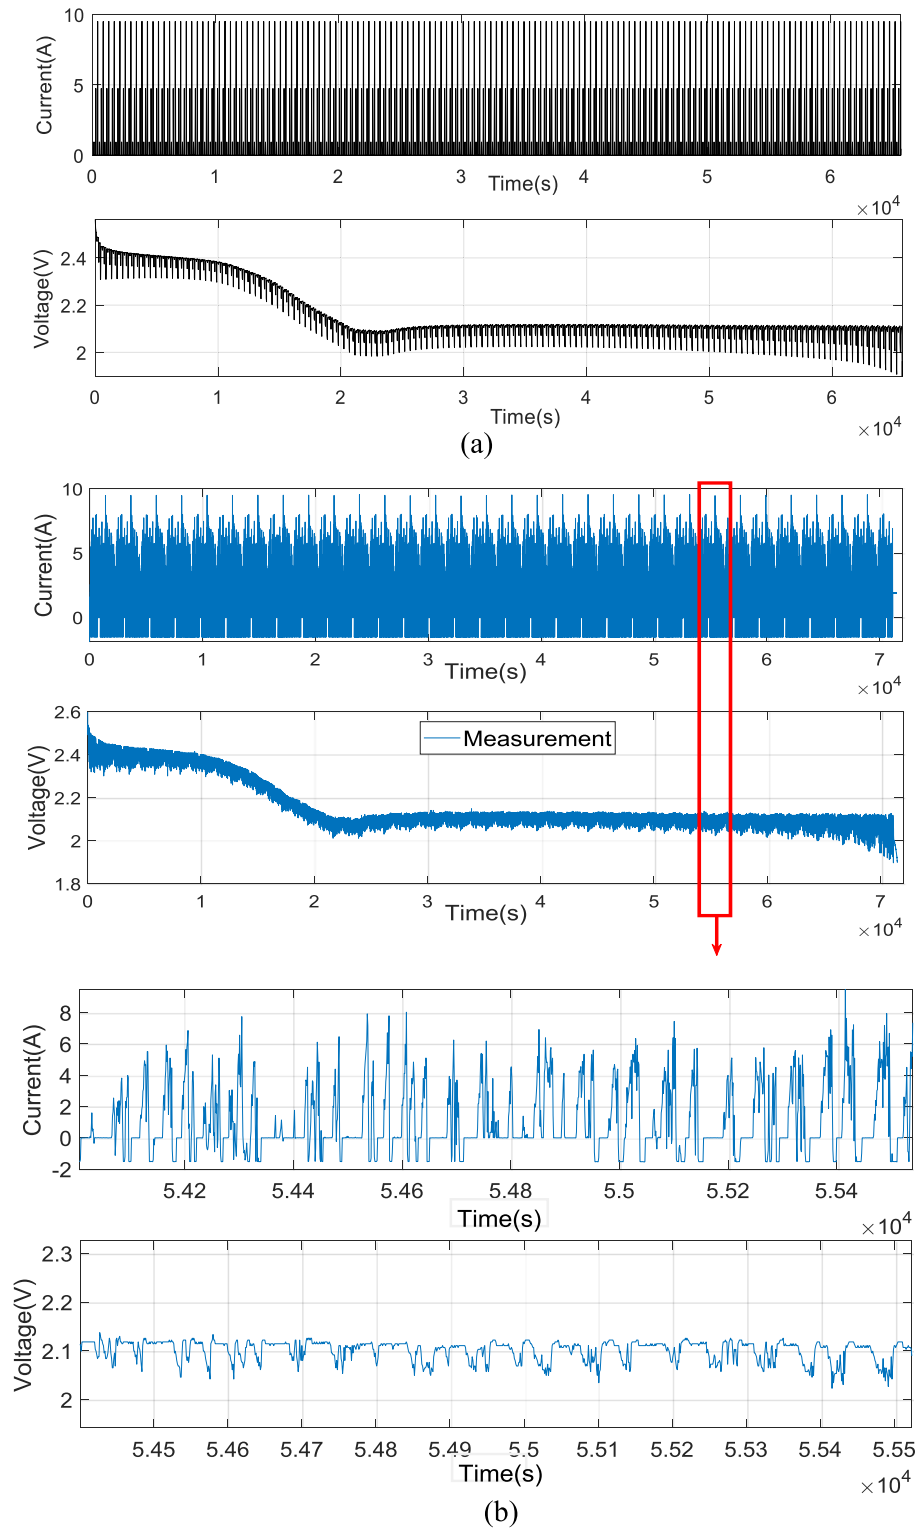 10
5
0
Current(A)
0 1 2 3 4 5 6
Time(s)
×10⁴
2.4
2.2
2
Voltage(V)
0 1 2 3 4 5 6
Time(s)
×10⁴
(a)
10
5
0
Current(A)
0 1 2 3 4 5 6 7
Time(s)
×10⁴
2.6
2.4
2.2
2
1.8
Voltage(V)
Measurement
0 1 2 3 4 5 6 7
Time(s)
×10⁴
8
6
4
2
0
-2
Current(A)
5.42 5.44 5.46 5.48 5.5 5.52 5.54
Time(s)
×10⁴
2.3
2.2
2.1
2
Voltage(V)
5.45 5.46 5.47 5.48 5.49 5.5 5.51 5.52 5.53 5.54 5.55
Time(s)
×10⁴
(b)